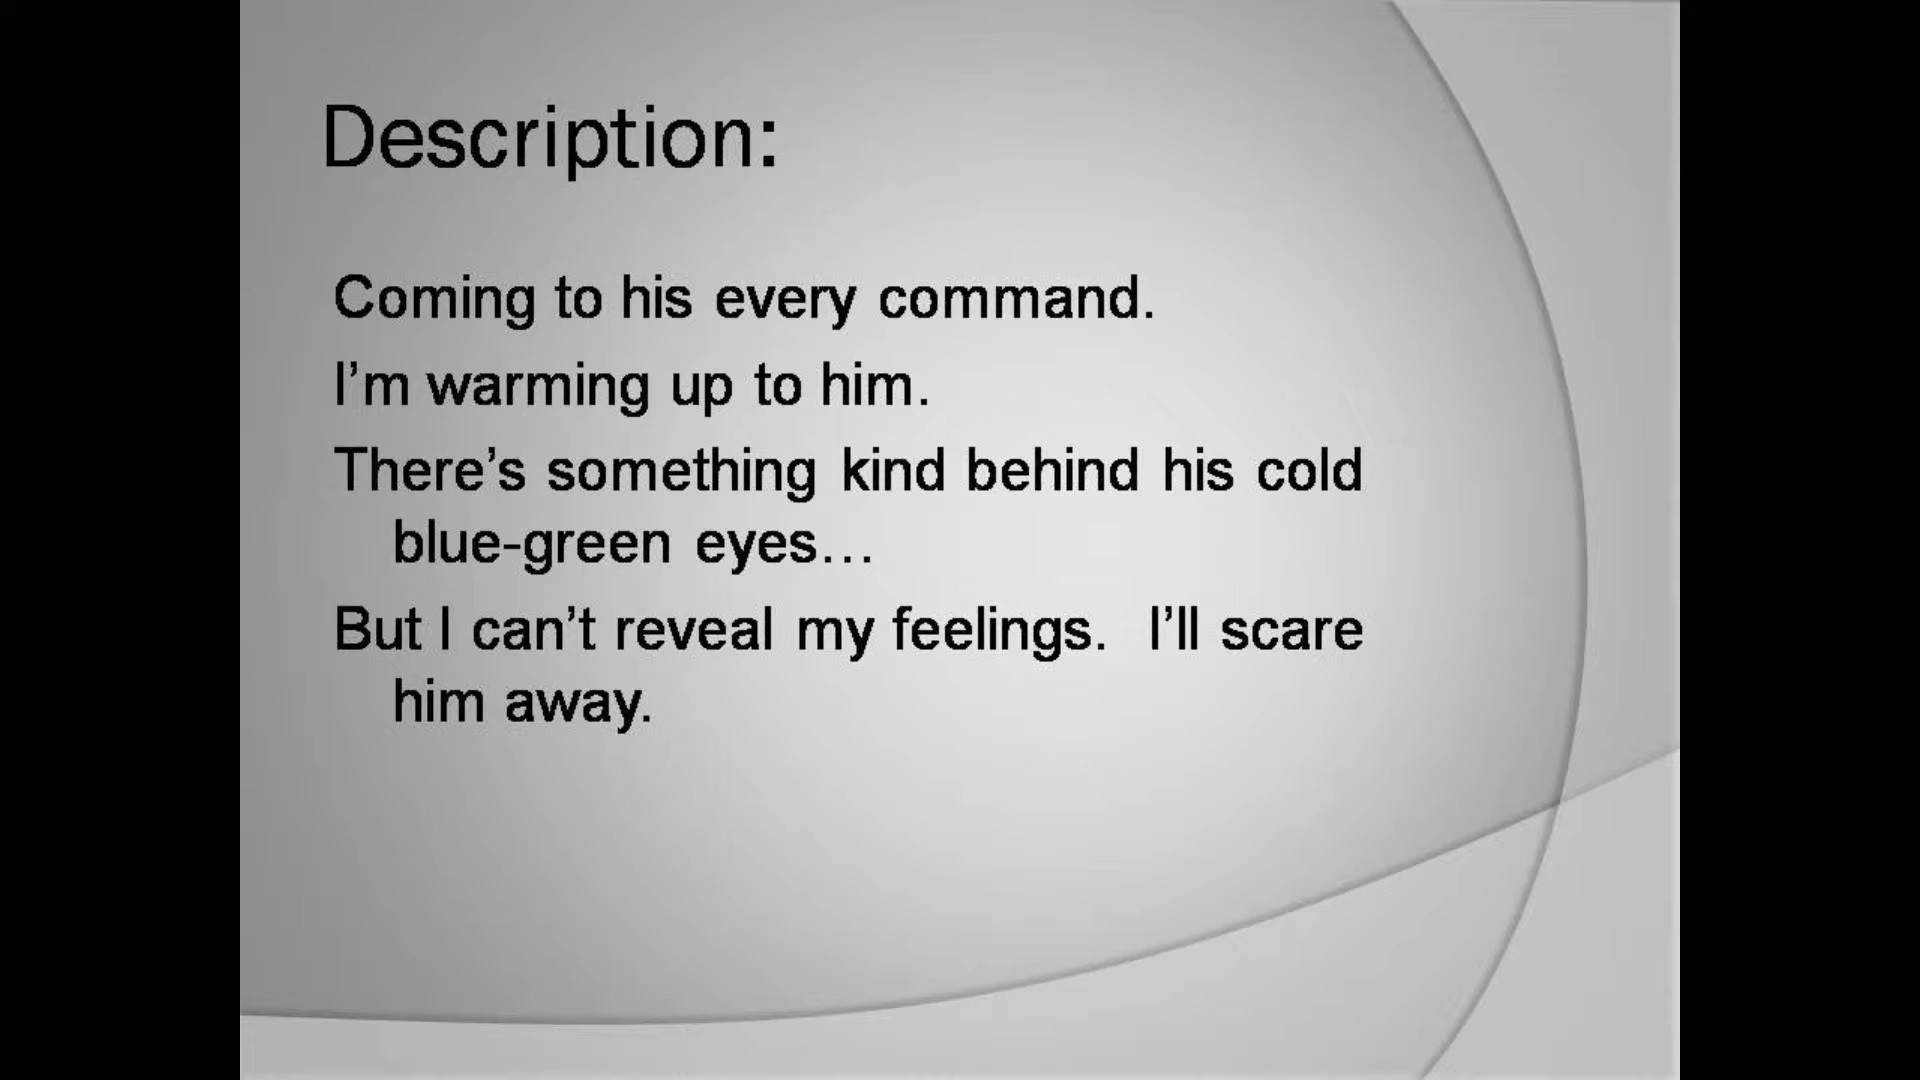 Description:
Coming to his every command.
I’m warming up to him.
There’s something kind behind his cold
blue-green eyes…
But I can’t reveal my feelings.  I’ll scare
him away.